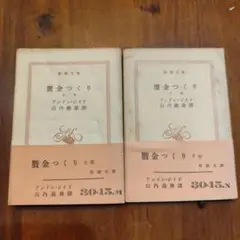 新潮文庫
贋金つくり
上巻
アンドレ・ジイド
山内義雄訳
贋金つくり 上巻
新潮文庫
アンドレ・ジイド
山内義雄譯
新潮文庫
贋金つくり
下巻
アンドレ・ジイド
山内義雄訳
贋金つくり 下巻
新潮文庫
アンドレ・ジイド
山内義雄譯